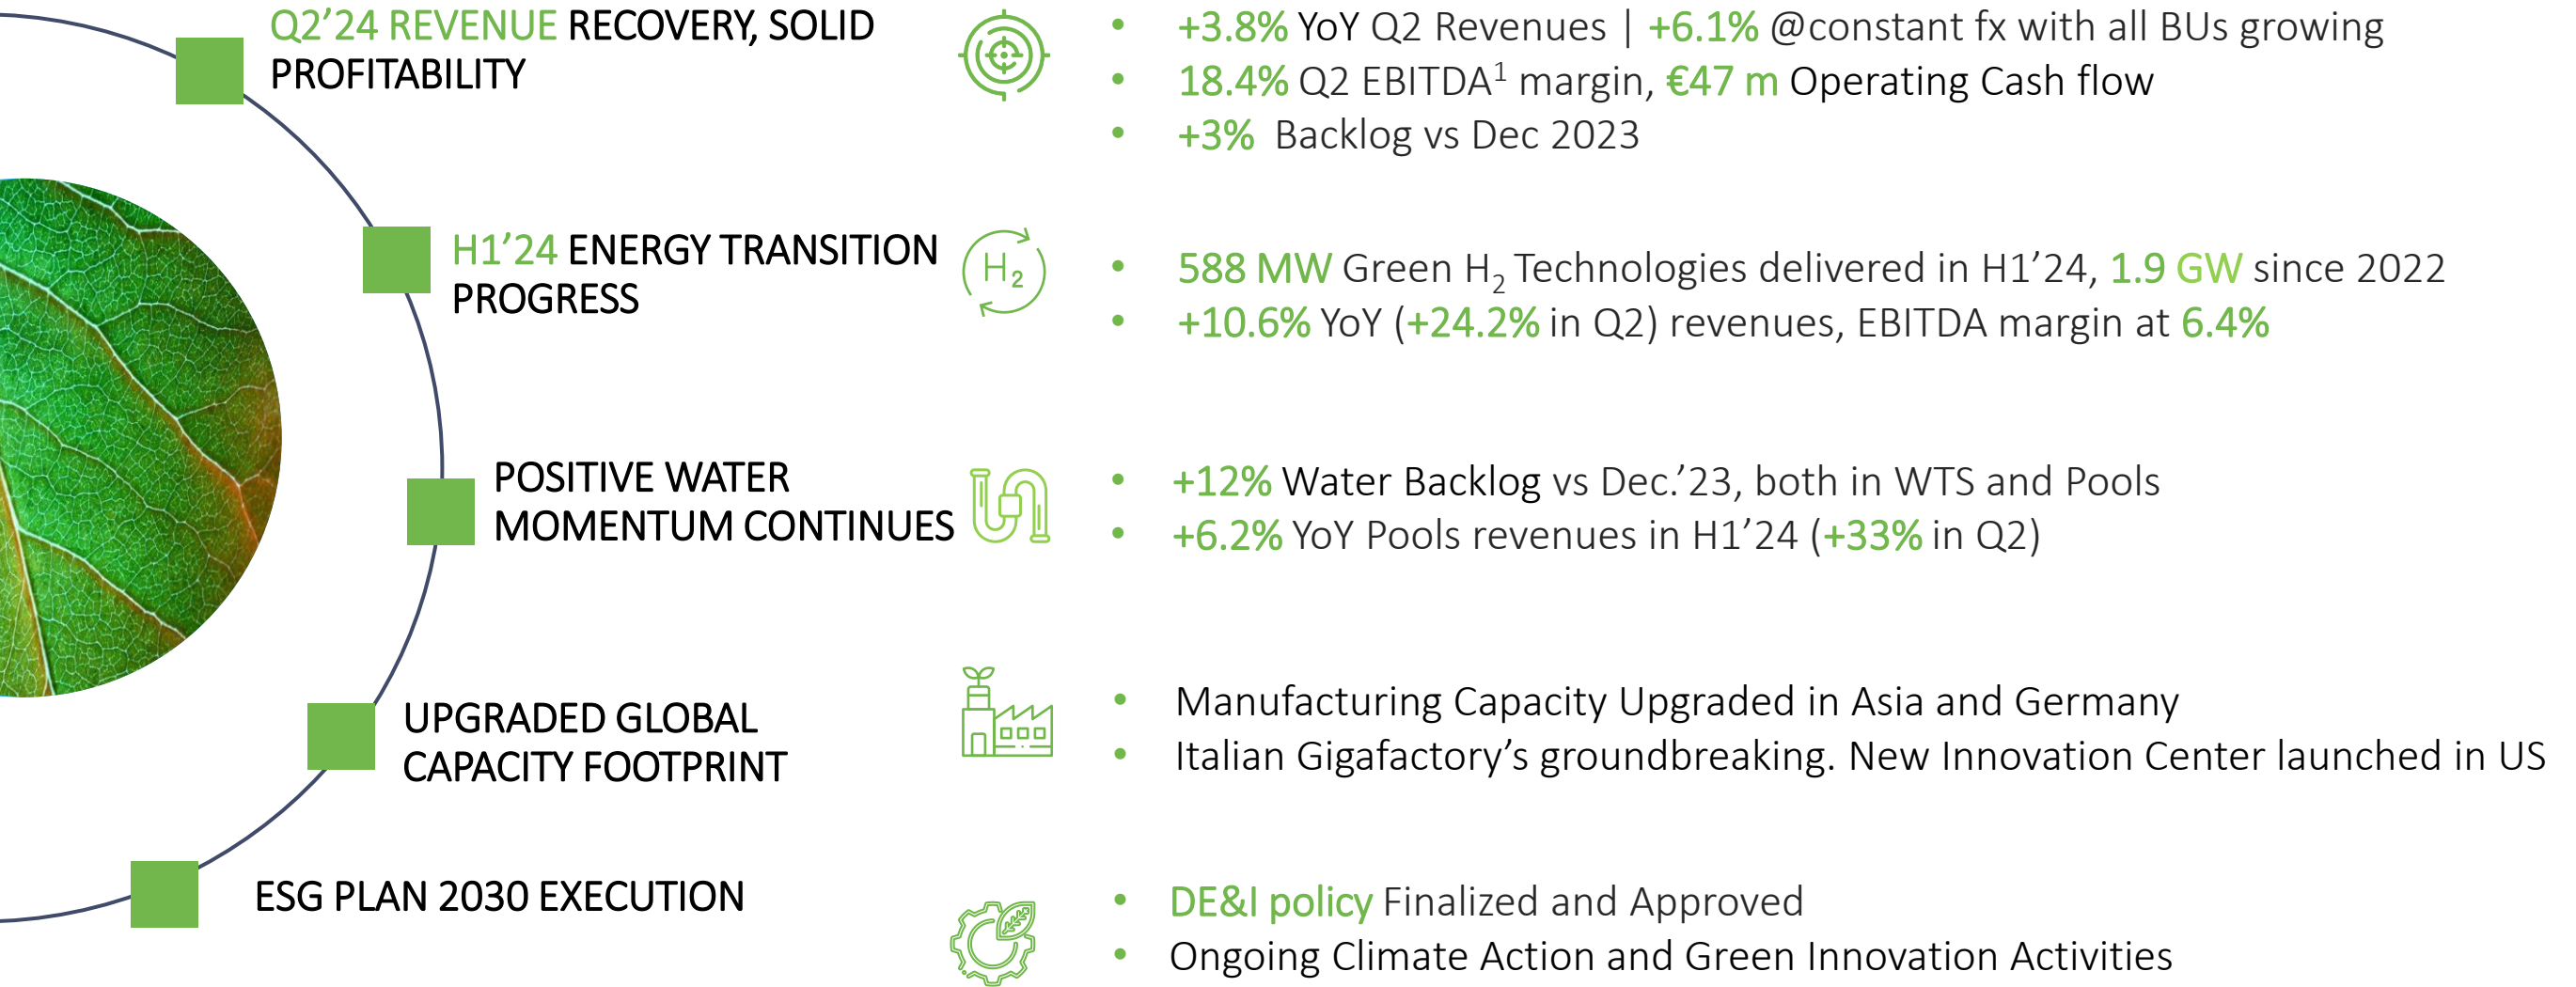 Q2’24 REVENUE RECOVERY, SOLID
PROFITABILITY
• +3.8% YoY Q2 Revenues | +6.1% @constant fx with all BUs growing
• 18.4% Q2 EBITDA¹ margin, €47 m Operating Cash flow
• +3% Backlog vs Dec 2023
H1’24 ENERGY TRANSITION
PROGRESS
H₂
• 588 MW Green H₂ Technologies delivered in H1’24, 1.9 GW since 2022
• +10.6% YoY (+24.2% in Q2) revenues, EBITDA margin at 6.4%
POSITIVE WATER
MOMENTUM CONTINUES
• +12% Water Backlog vs Dec.’23, both in WTS and Pools
• +6.2% YoY Pools revenues in H1’24 (+33% in Q2)
UPGRADED GLOBAL
CAPACITY FOOTPRINT
• Manufacturing Capacity Upgraded in Asia and Germany
• Italian Gigafactory’s groundbreaking. New Innovation Center launched in US
ESG PLAN 2030 EXECUTION
• DE&I policy Finalized and Approved
• Ongoing Climate Action and Green Innovation Activities